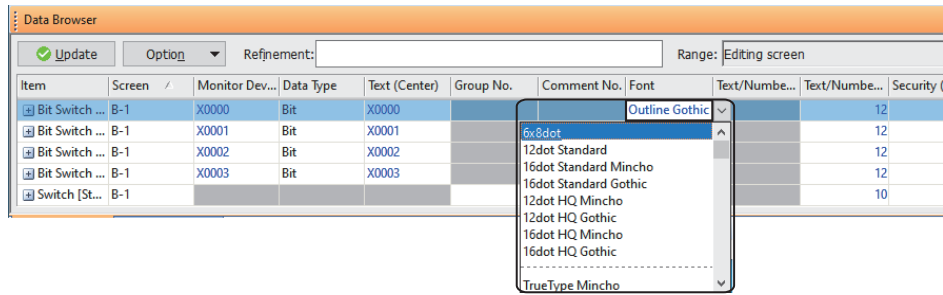 Data Browser
Update Option Refinement: Range: Editing screen
Item Screen Monitor Dev... Data Type Text (Center) Group No. Comment No. Font Text/Numbe... Text/Numbe... Security (
Bit Switch ... B-1 X0000 Bit X0000 Outline Gothic 12
Bit Switch ... B-1 X0001 Bit X0001 12
Bit Switch ... B-1 X0002 Bit X0002 12
Bit Switch ... B-1 X0003 Bit X0003 12
Switch [St... B-1 10
6x8dot
12dot Standard
16dot Standard Mincho
16dot Standard Gothic
12dot HQ Mincho
12dot HQ Gothic
16dot HQ Mincho
16dot HQ Gothic
TrueType Mincho